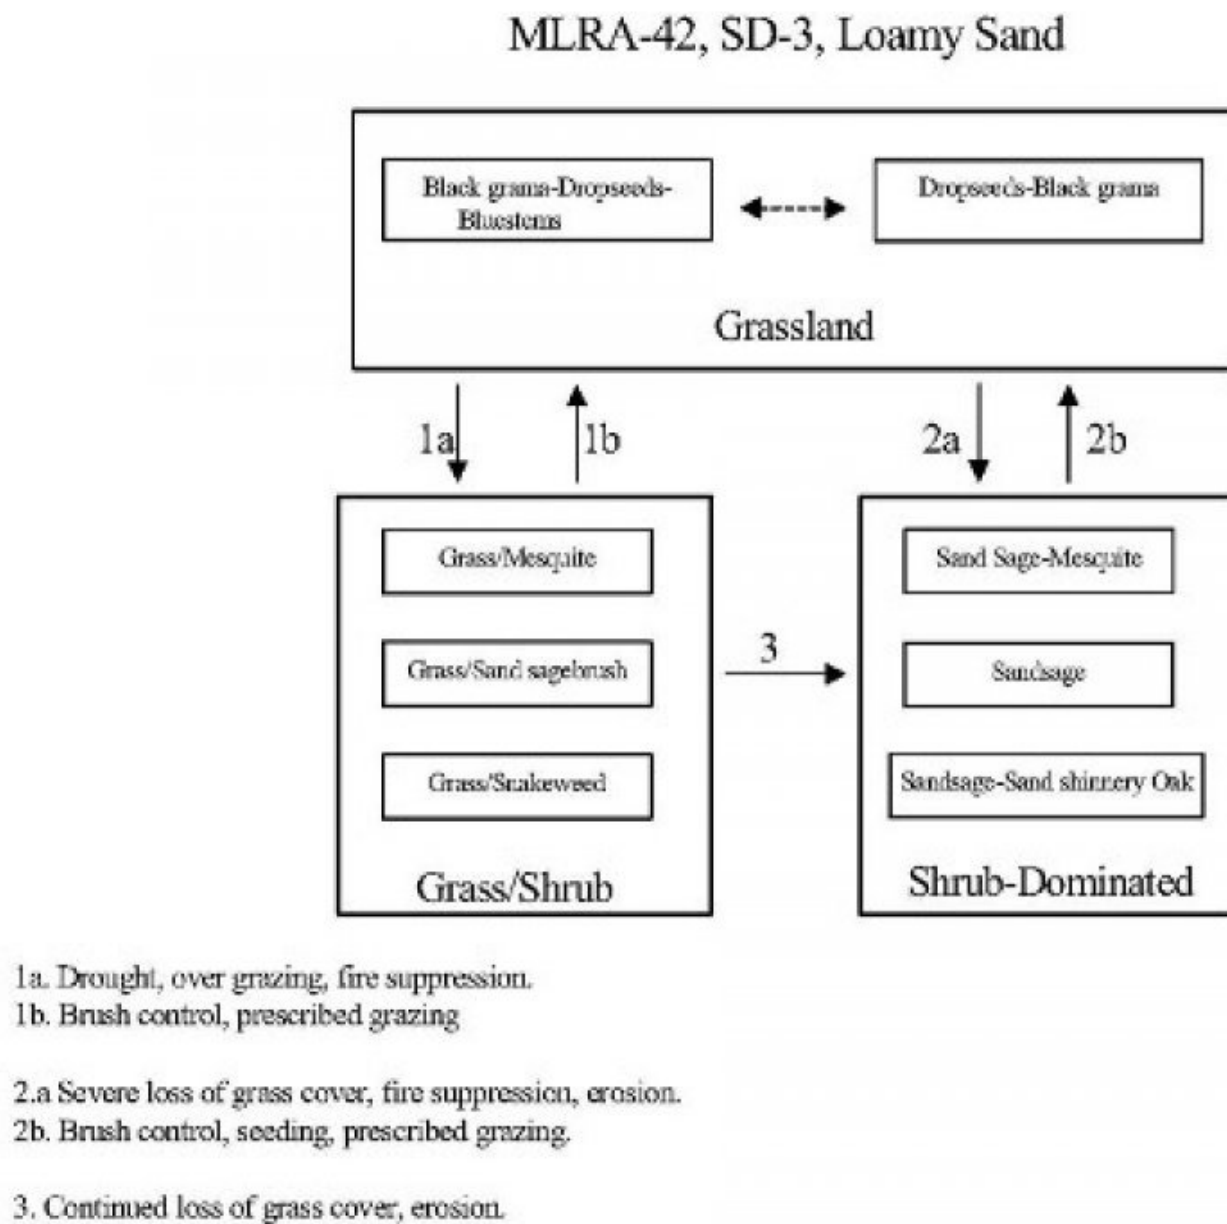 MLRA-42, SD-3, Loamy Sand
Black grama-Dropseeds-
Bluestems
Dropseeds-Black grama
Grassland
1a
1b
2a
2b
Grass/Mesquite
Grass/Sand sagebrush
Grass/Snakeweed
Grass/Shrub
3
Sand Sage-Mesquite
Sandsage
Sandsage-Sand shinnery Oak
Shrub-Dominated
1a. Drought, over grazing, fire suppression.
1b. Brush control, prescribed grazing
2.a Severe loss of grass cover, fire suppression, erosion.
2b. Brush control, seeding, prescribed grazing.
3. Continued loss of grass cover, erosion.